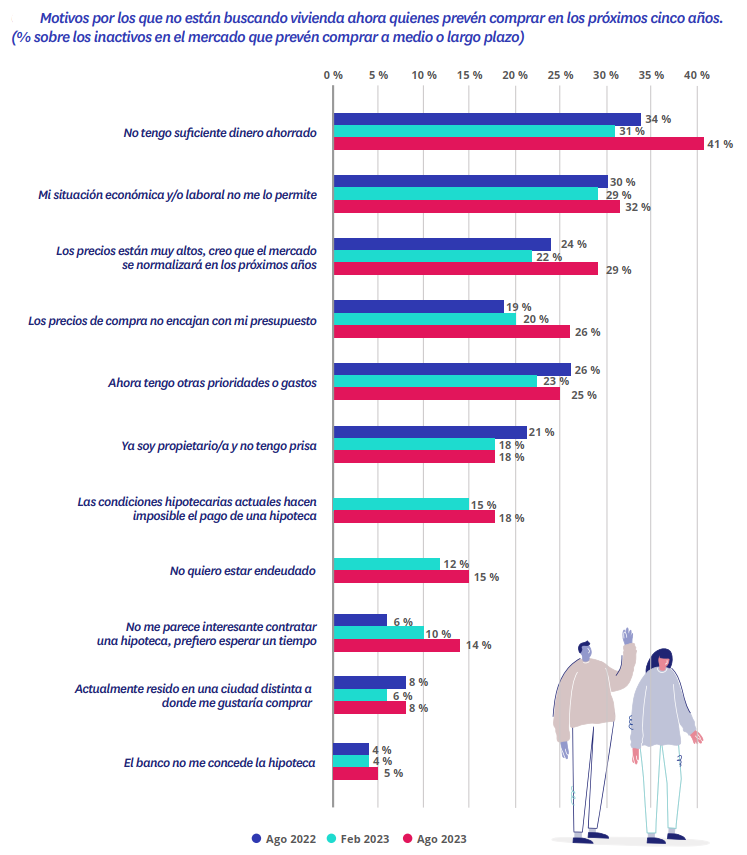 Motivos por los que no están buscando vivienda ahora quienes prevén comprar en los próximos cinco años.
(% sobre los inactivos en el mercado que prevén comprar a medio o largo plazo)
0 % 5 % 10 % 15 % 20 % 25 % 30 % 35 % 40 %
No tengo suficiente dinero ahorrado
34 %
31 %
41 %
Mi situación económica y/o laboral no me lo permite
30 %
29 %
32 %
Los precios están muy altos, creo que el mercado
se normalizará en los próximos años
24 %
22 %
29 %
Los precios de compra no encajan con mi presupuesto
19 %
20 %
26 %
Ahora tengo otras prioridades o gastos
26 %
23 %
25 %
Ya soy propietario/a y no tengo prisa
21 %
18 %
18 %
Las condiciones hipotecarias actuales hacen
imposible el pago de una hipoteca
15 %
18 %
No quiero estar endeudado
12 %
15 %
No me parece interesante contratar
una hipoteca, prefiero esperar un tiempo
6 %
10 %
14 %
Actualmente resido en una ciudad distinta a
donde me gustaría comprar
8 %
6 %
8 %
El banco no me concede la hipoteca
4 %
4 %
5 %
Ago 2022 Feb 2023 Ago 2023